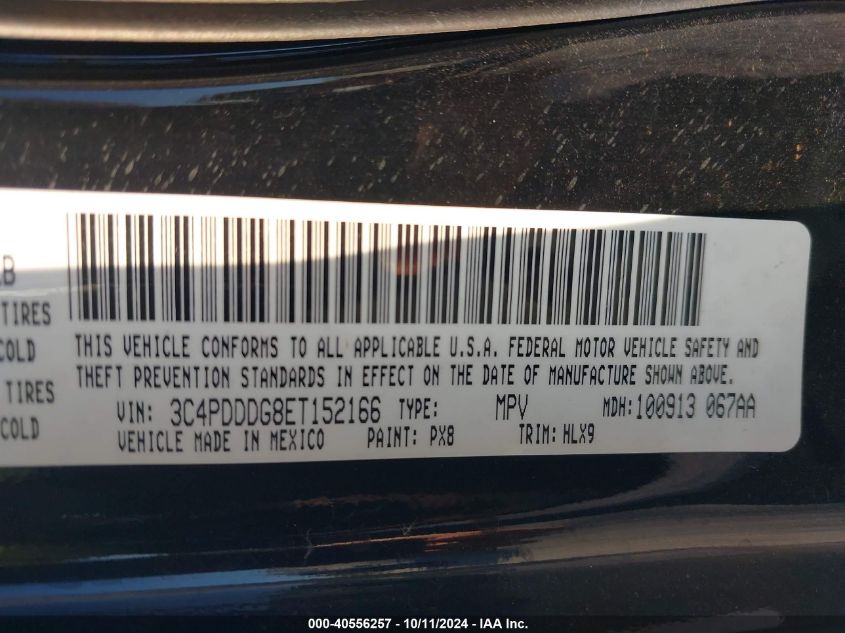 B
TIRES
COLD
TIRES
COLD
THIS VEHICLE CONFORMS TO ALL APPLICABLE U.S.A. FEDERAL MOTOR VEHICLE SAFETY AND
THEFT PREVENTION STANDARDS IN EFFECT ON THE DATE OF MANUFACTURE SHOWN ABOVE.
VIN: 3C4PDDDG8ET152166 TYPE: MPV MDH: 100913 067AA
VEHICLE MADE IN MEXICO PAINT: PX8 TRIM: HLX9
000-40556257 - 10/11/2024 - IAA Inc.